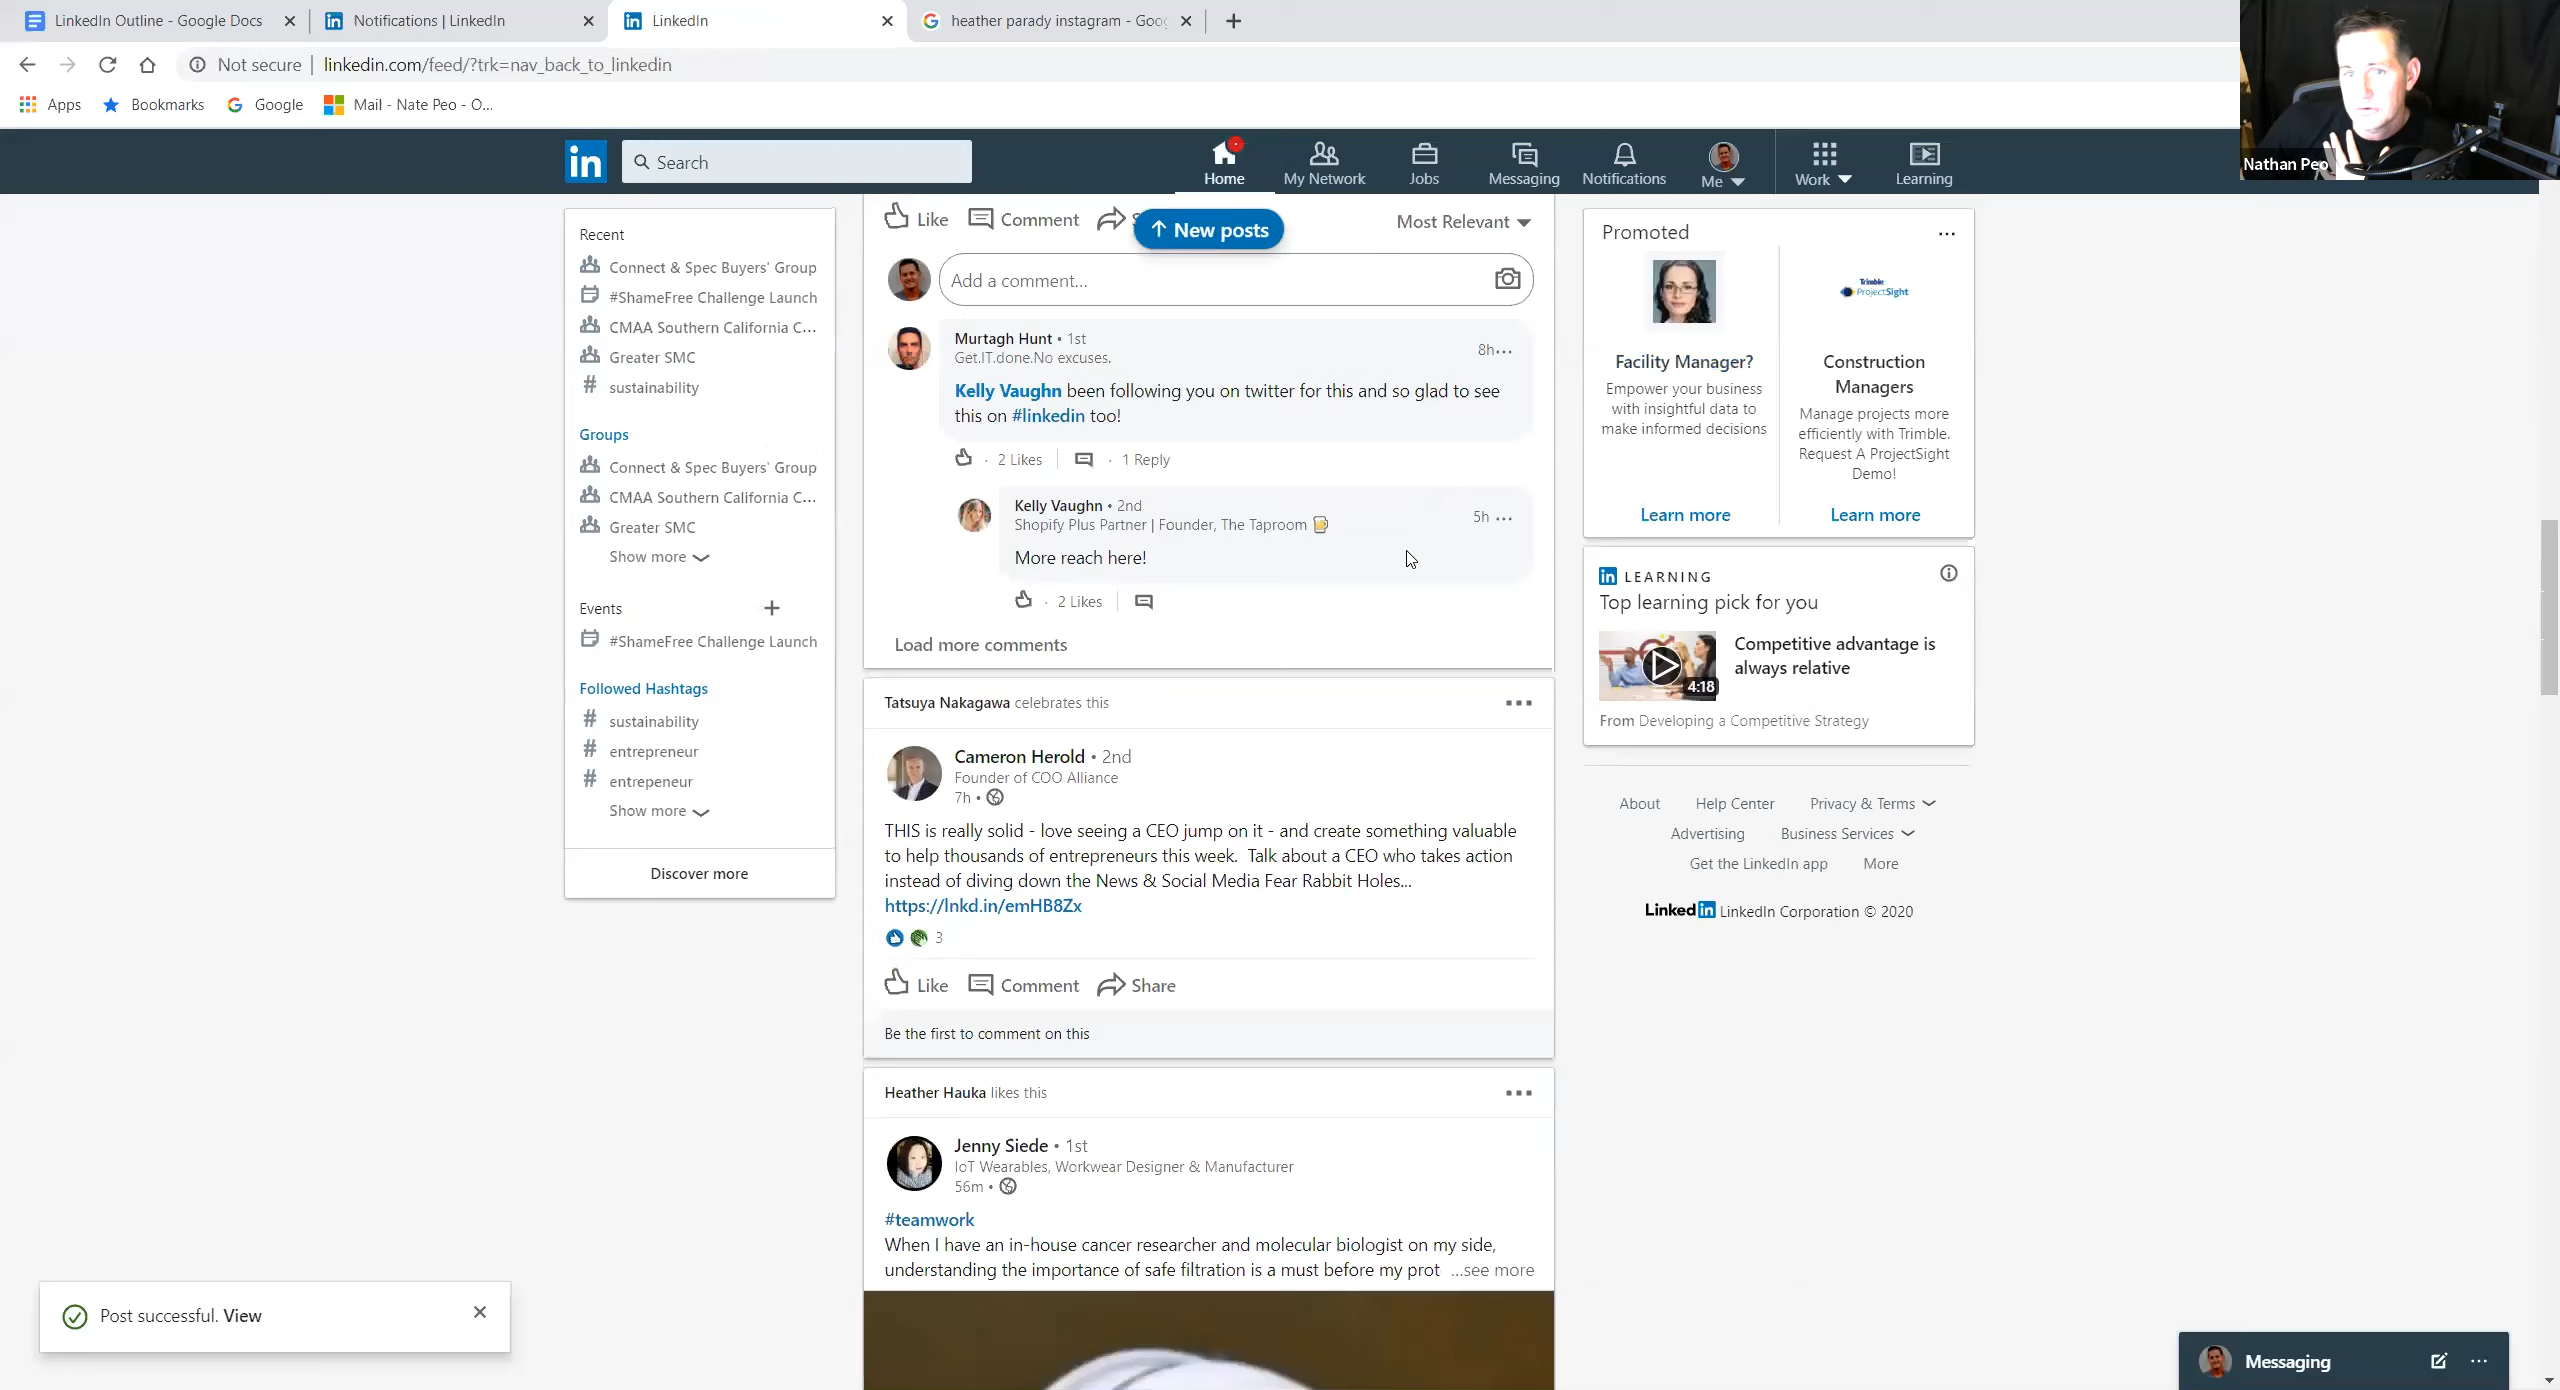 LinkedIn Outline - Google Docs
Notifications | LinkedIn
LinkedIn
heather parady instagram - Goo
Not secure
linkedin.com/feed/?trk=nav_back_to_linkedin
Apps
Bookmarks
Google
Mail - Nate Peo - O...
Nathan Peo
in
Search
Home
My Network
Jobs
Messaging
Notifications
Me
Work
Learning
Recent
Connect & Spec Buyers' Group
#ShameFree Challenge Launch
CMAA Southern California C...
Greater SMC
# sustainability
Groups
Connect & Spec Buyers' Group
CMAA Southern California C...
Greater SMC
Show more
Events
#ShameFree Challenge Launch
Followed Hashtags
# sustainability
# entrepreneur
# entrepeneur
Show more
Discover more
Like
Comment
New posts
Most Relevant
Add a comment...
Murtagh Hunt • 1st
Get.IT.done.No excuses.
8h
Kelly Vaughn been following you on twitter for this and so glad to see
this on #linkedin too!
2 Likes
1 Reply
Kelly Vaughn • 2nd
Shopify Plus Partner | Founder, The Taproom 🍺
5h
More reach here!
2 Likes
Load more comments
Tatsuya Nakagawa celebrates this
Cameron Herold • 2nd
Founder of COO Alliance
7h •
THIS is really solid - love seeing a CEO jump on it - and create something valuable
to help thousands of entrepreneurs this week. Talk about a CEO who takes action
instead of diving down the News & Social Media Fear Rabbit Holes...
https://lnkd.in/emHB8Zx
3
Like
Comment
Share
Be the first to comment on this
Heather Hauka likes this
Jenny Siede • 1st
IoT Wearables, Workwear Designer & Manufacturer
56m •
#teamwork
When I have an in-house cancer researcher and molecular biologist on my side,
understanding the importance of safe filtration is a must before my prot ...see more
Promoted
Facility Manager?
Empower your business
with insightful data to
make informed decisions
Learn more
Trimble
ProjectSight
Construction
Managers
Manage projects more
efficiently with Trimble.
Request A ProjectSight
Demo!
Learn more
in LEARNING
Top learning pick for you
4:18
Competitive advantage is
always relative
From Developing a Competitive Strategy
About
Help Center
Privacy & Terms
Advertising
Business Services
Get the LinkedIn app
More
LinkedIn LinkedIn Corporation © 2020
Post successful. View
Messaging